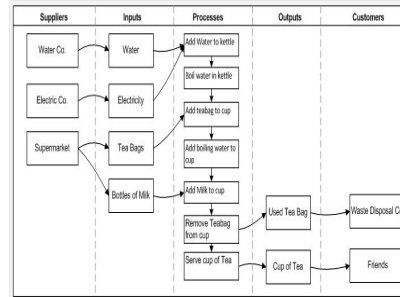 Suppliers Inputs Processes Outputs Customers
Water Co.
Water
Add Water to kettle
Boil water in kettle
Electric Co.
Electricity
Add teabag to cup
Supermarket
Tea Bags
Add boiling water to
cup
Bottles of Milk
Add Milk to cup
Remove Teabag
from cup
Used Tea Bag
Waste Disposal C
Serve cup of Tea
Cup of Tea
Friends